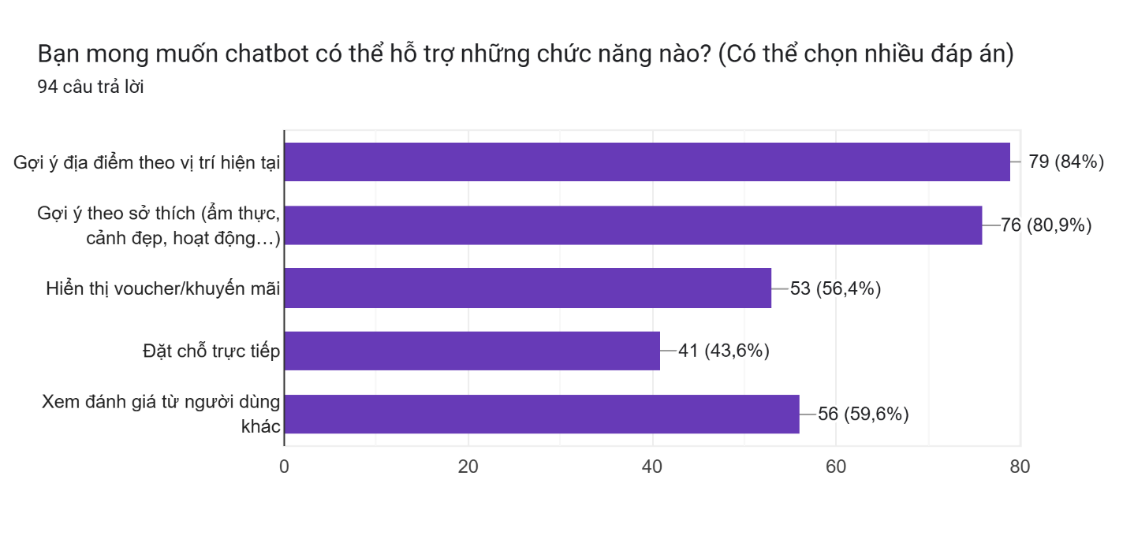 Bạn mong muốn chatbot có thể hỗ trợ những chức năng nào? (Có thể chọn nhiều đáp án)
94 câu trả lời
Gợi ý địa điểm theo vị trí hiện tại
79 (84%)
Gợi ý theo sở thích (ẩm thực,
cảnh đẹp, hoạt động…)
76 (80,9%)
Hiển thị voucher/khuyến mãi
53 (56,4%)
Đặt chỗ trực tiếp
41 (43,6%)
Xem đánh giá từ người dùng
khác
56 (59,6%)
0 20 40 60 80